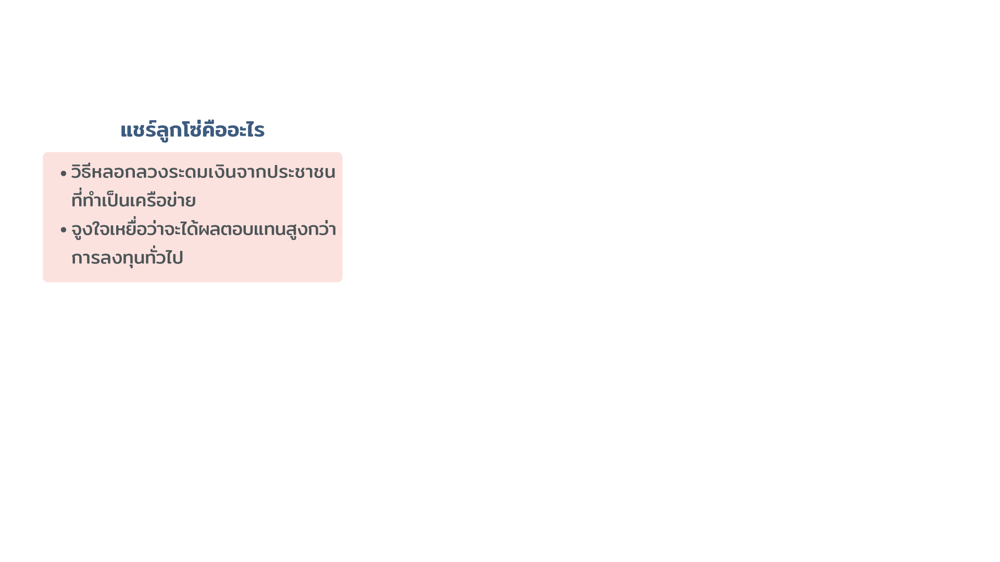 แชร์ลูกโซ่คืออะไร
• วิธีหลอกลวงระดมเงินจากประชาชน
ที่ทำเป็นเครือข่าย
• จูงใจเหยื่อว่าจะได้ผลตอบแทนสูงกว่า
การลงทุนทั่วไป